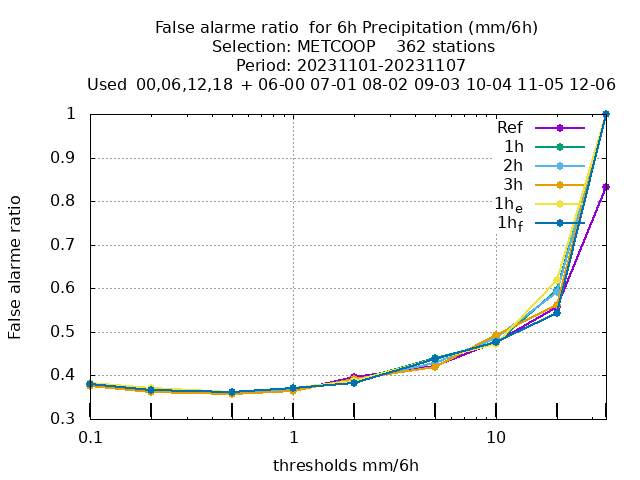 False alarme ratio  for 6h Precipitation (mm/6h)
Selection: METCOOP    362 stations
Period: 20231101-20231107
Used  00,06,12,18  + 06-00 07-01 08-02 09-03 10-04 11-05 12-06
1
0.9
0.8
0.7
0.6
0.5
0.4
0.3
False alarme ratio
Ref
1h
2h
3h
1h_e
1h_f
0.1 1 10
thresholds mm/6h